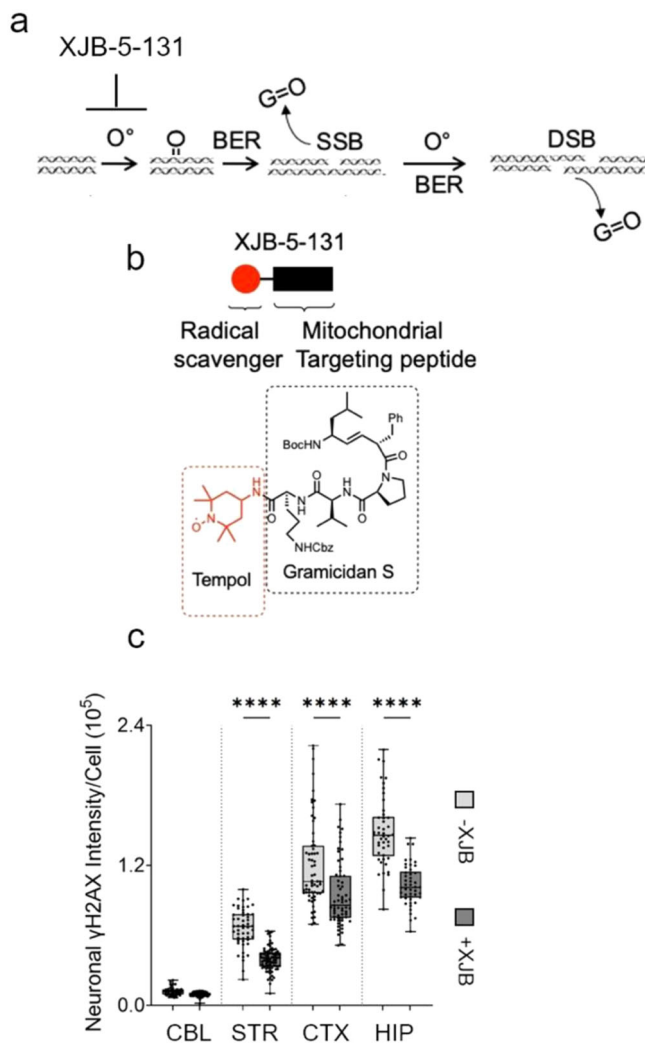 a
XJB-5-131
O°
O
BER
G=O
SSB
O°
BER
DSB
G=O
b
XJB-5-131
Radical
scavenger
Mitochondrial
Targeting peptide
Ph
BocHN
O
N
H
N
O
H
N
O
N
H
O
N
O·
NHCbz
Tempol
Gramicidan S
c
Neuronal γH2AX Intensity/Cell (10⁵)
2.4
1.2
0.0
**** **** ****
CBL STR CTX HIP
-XJB
+XJB